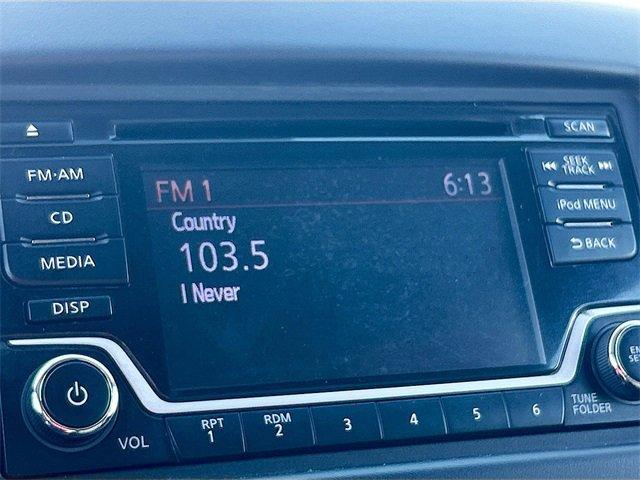 SCAN
FM·AM
SEEK
TRACK
CD
iPod MENU
MEDIA
BACK
DISP
FM 1 6:13
Country
103.5
I Never
VOL
RPT
1
RDM
2
3
4
5
6
TUNE
FOLDER